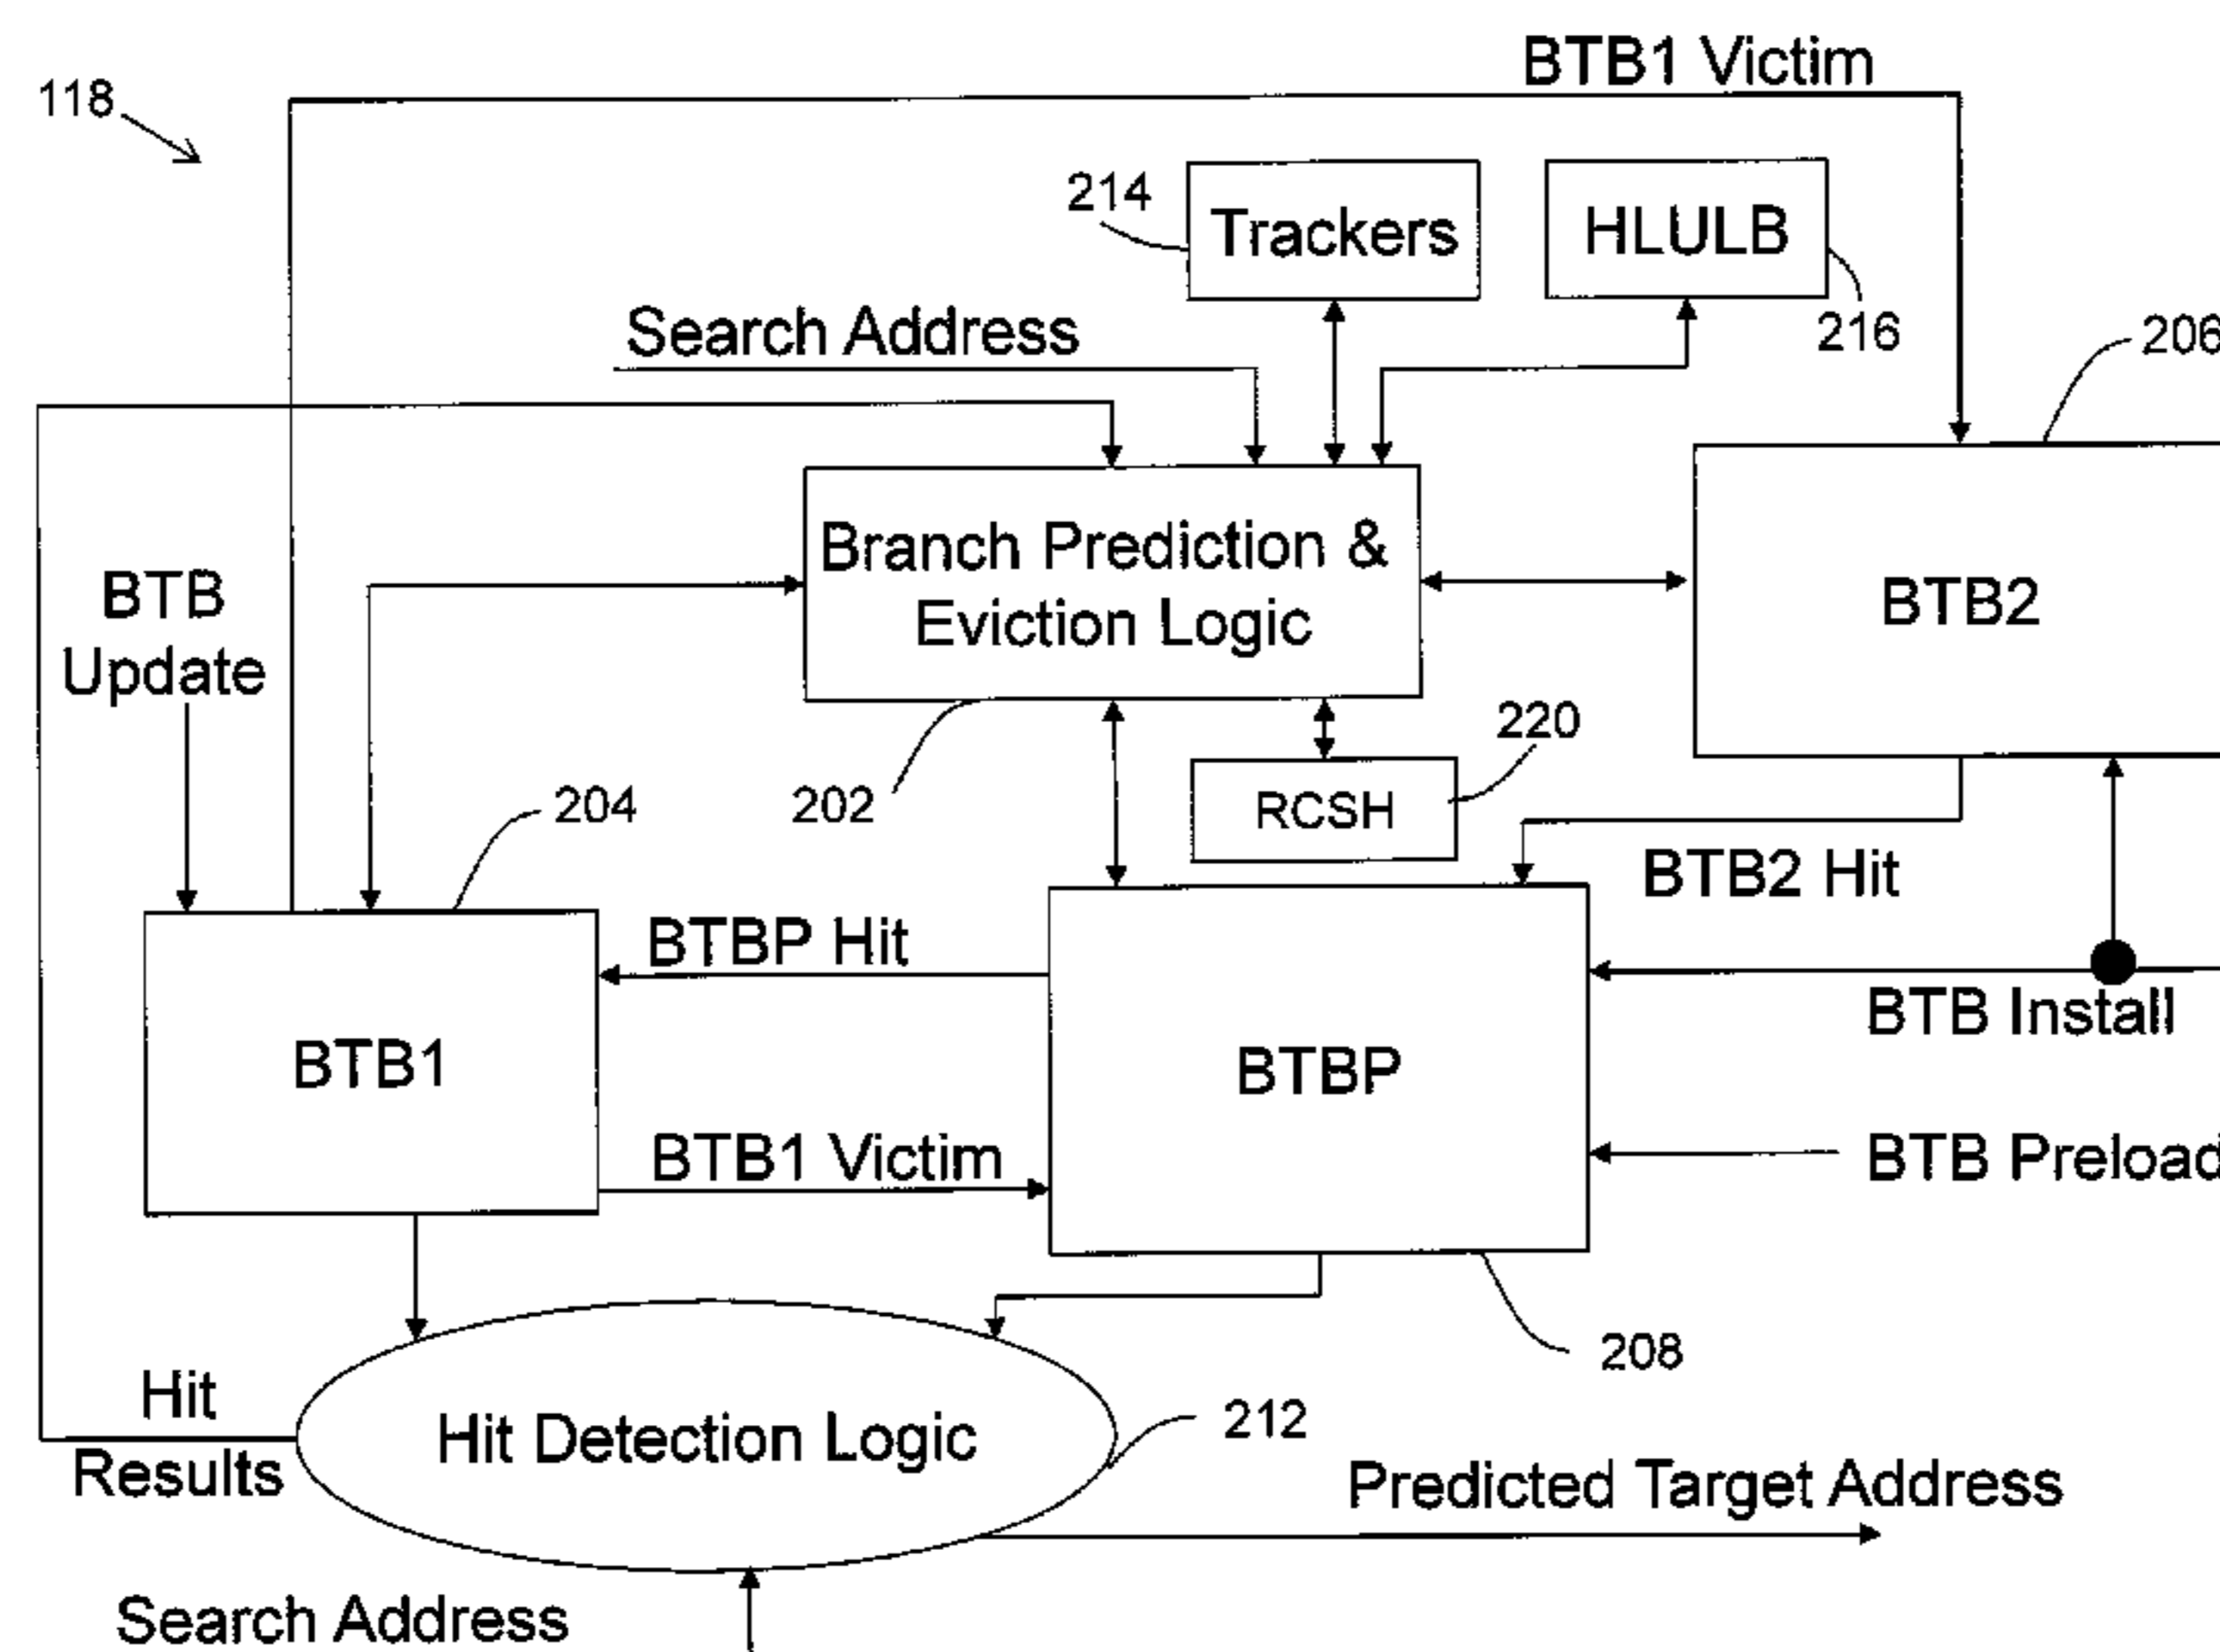 BTB1 Victim
118
214
Trackers
HLULB
216
206
Search Address
Branch Prediction &
Eviction Logic
BTB2
BTB
Update
204
202
220
RCSH
BTB2 Hit
BTBP Hit
BTB Install
BTB1
BTBP
BTB1 Victim
BTB Preload
208
Hit
Results
Hit Detection Logic
212
Predicted Target Address
Search Address